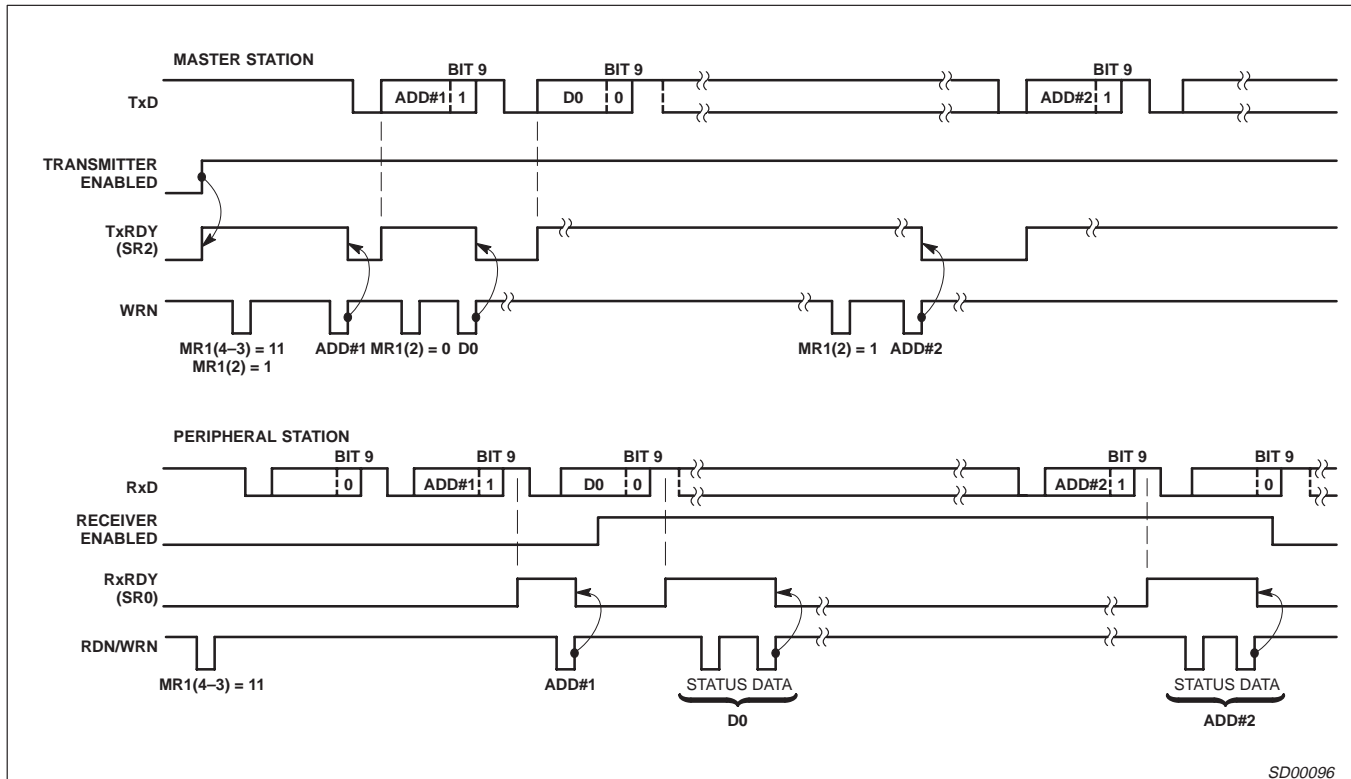 MASTER STATION
BIT 9 BIT 9 BIT 9
TxD ADD#1 1 D0 0 ADD#2 1
TRANSMITTER
ENABLED
TxRDY
(SR2)
WRN
MR1(4–3) = 11 ADD#1 MR1(2) = 0 D0 MR1(2) = 1 ADD#2
MR1(2) = 1
PERIPHERAL STATION
BIT 9 BIT 9 BIT 9 BIT 9 BIT 9
RxD 0 ADD#1 1 D0 0 ADD#2 1 0
RECEIVER
ENABLED
RxRDY
(SR0)
RDN/WRN
MR1(4–3) = 11 ADD#1 STATUS DATA STATUS DATA
D0 ADD#2
SD00096